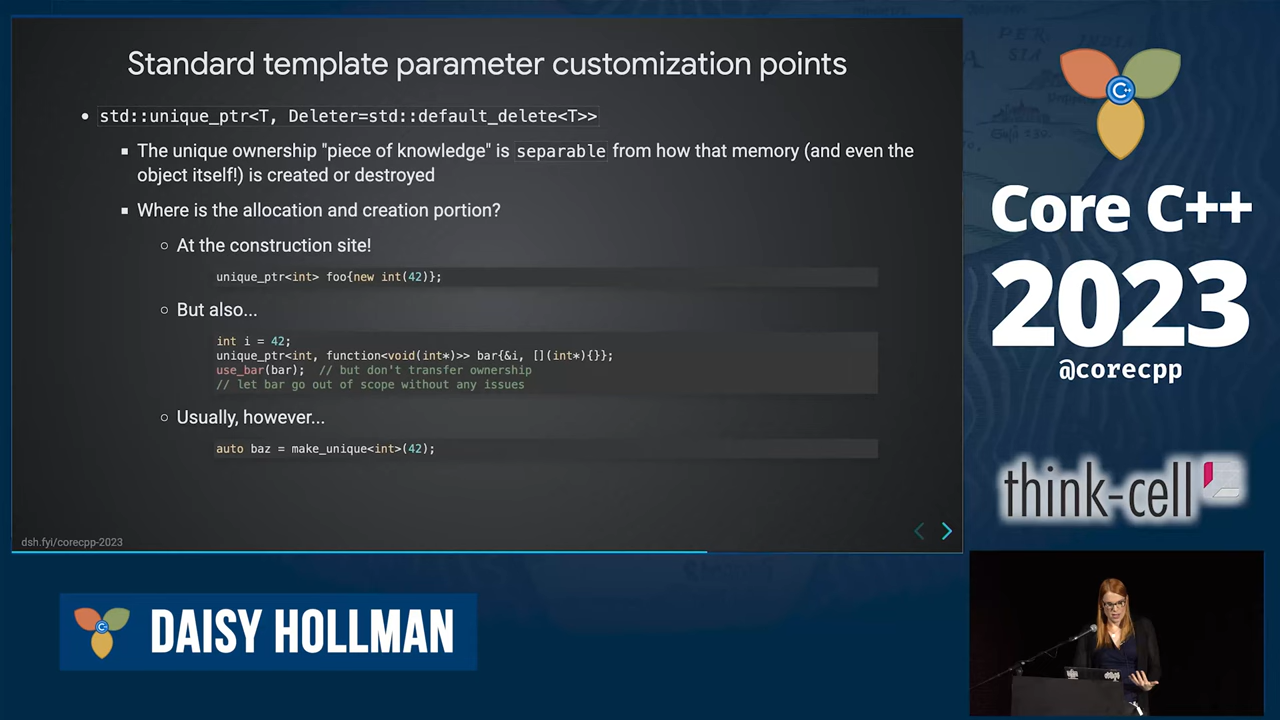 Standard template parameter customization points
• std::unique_ptr<T, Deleter=std::default_delete<T>>
▪ The unique ownership "piece of knowledge" is separable from how that memory (and even the
object itself!) is created or destroyed
▪ Where is the allocation and creation portion?
○ At the construction site!
unique_ptr<int> foo{new int(42)};
○ But also...
int i = 42;
unique_ptr<int, function<void(int*)>> bar{&i, [](int*){}};
use_bar(bar);  // but don't transfer ownership
// let bar go out of scope without any issues
○ Usually, however...
auto baz = make_unique<int>(42);
dsh.fyi/corecpp-2023
C++
Core C++
2023
@corecpp
think-cell
DAISY HOLLMAN